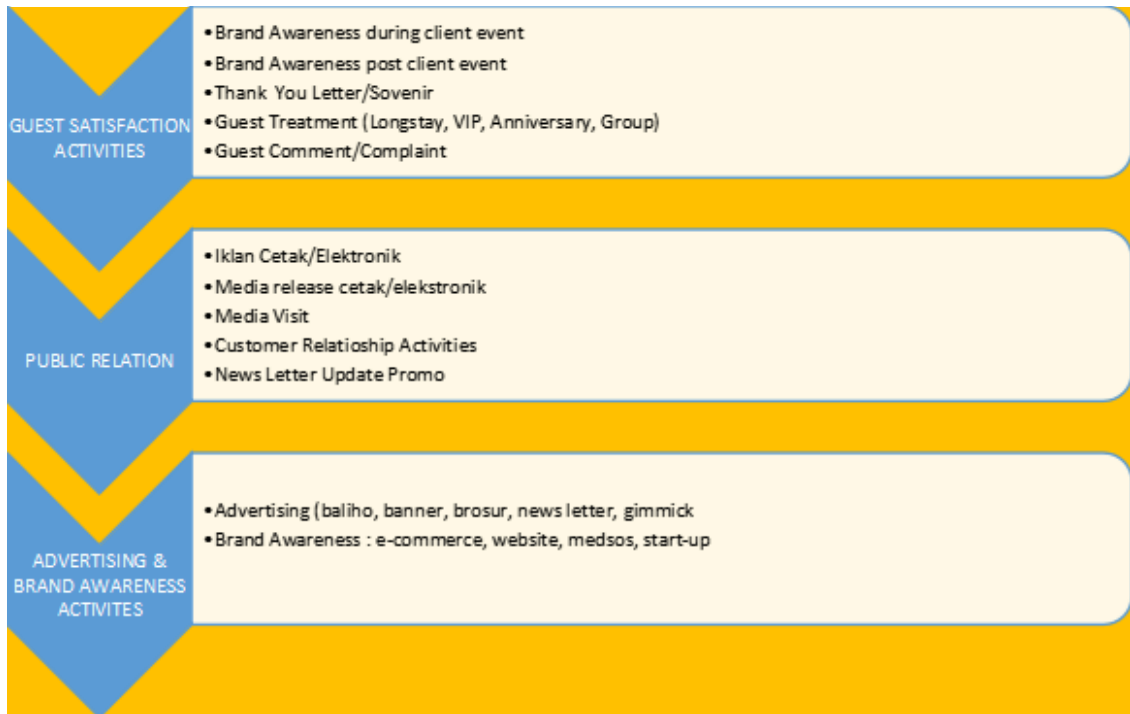 GUEST SATISFACTION
ACTIVITIES
•Brand Awareness during client event
•Brand Awareness post client event
•Thank You Letter/Sovenir
•Guest Treatment (Longstay, VIP, Anniversary, Group)
•Guest Comment/Complaint
PUBLIC RELATION
•Iklan Cetak/Elektronik
•Media release cetak/elekstronik
•Media Visit
•Customer Relatioship Activities
•News Letter Update Promo
ADVERTISING &
BRAND AWARENESS
ACTIVITES
•Advertising (baliho, banner, brosur, news letter, gimmick
•Brand Awareness : e-commerce, website, medsos, start-up